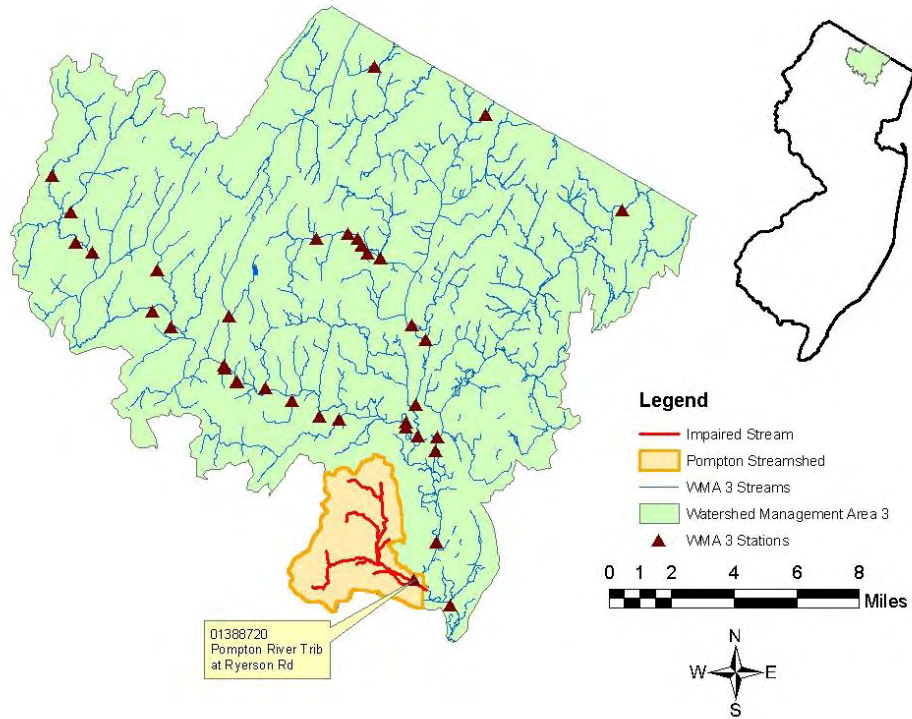 Legend
Impaired Stream
Pompton Streamshed
WMA 3 Streams
Watershed Management Area 3
WMA 3 Stations
0 1 2 4 6 8
Miles
01388720
Pompton River Trib
at Ryerson Rd
N
W E
S